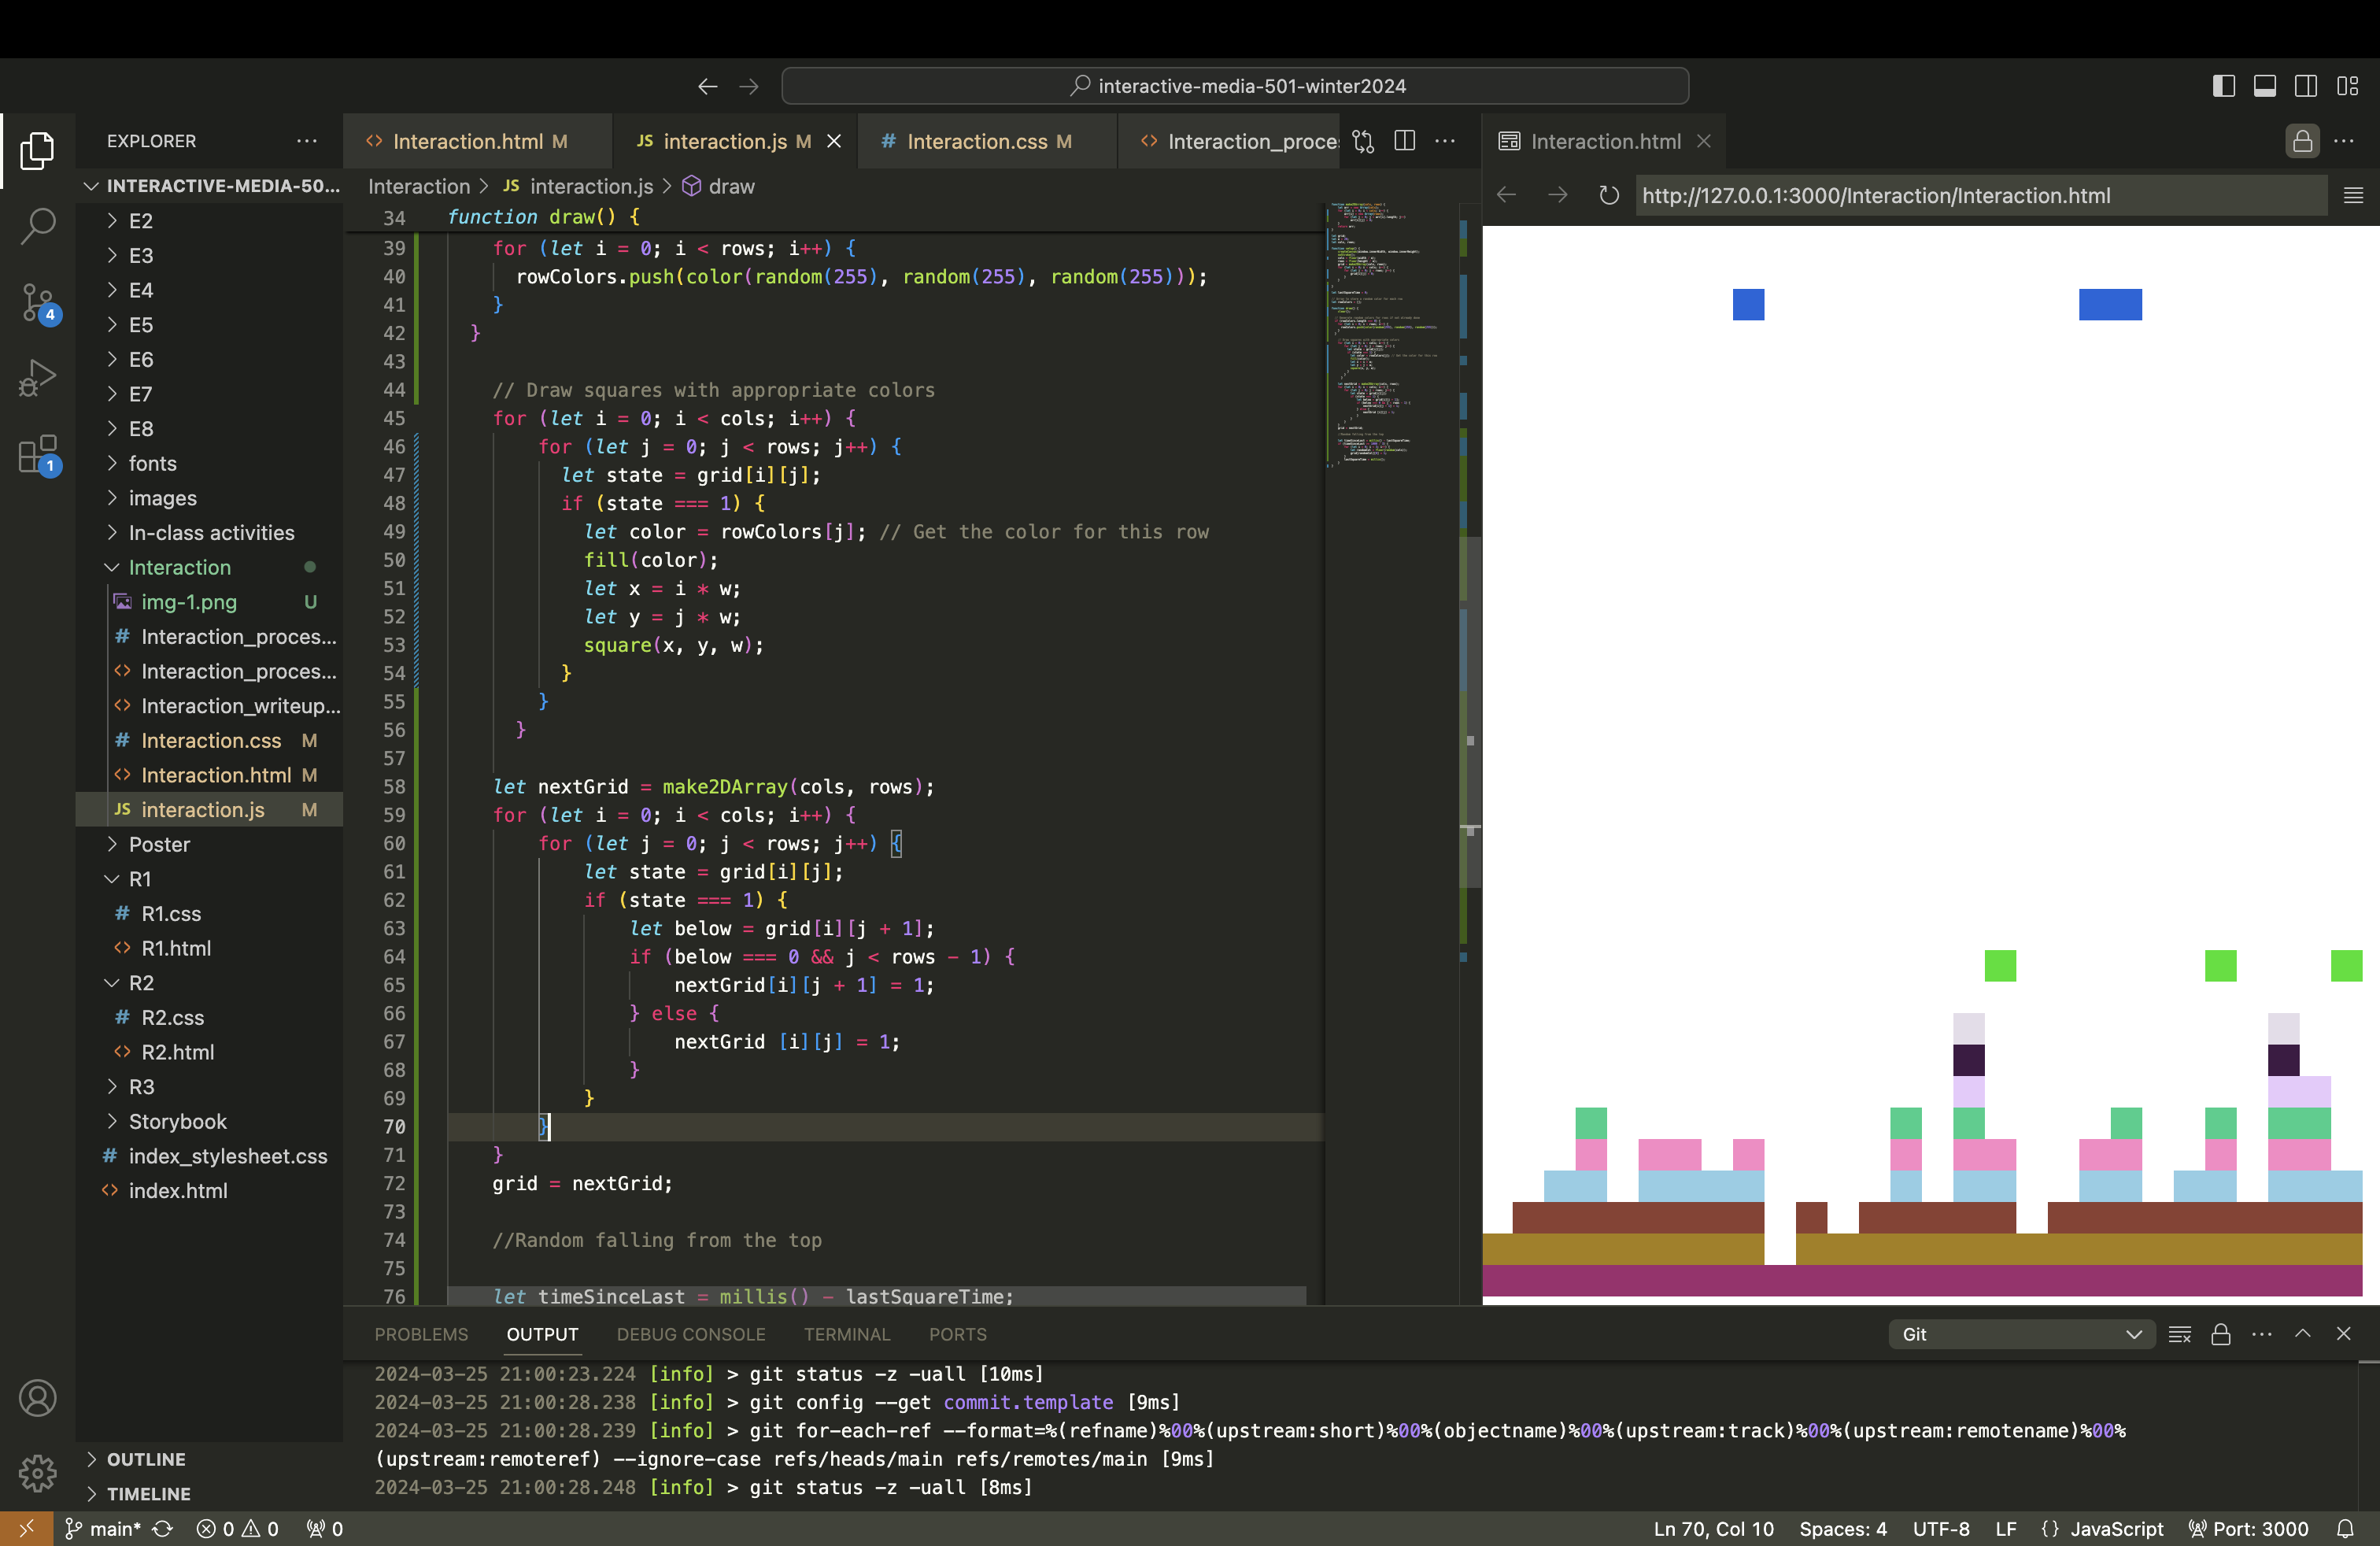 interactive-media-501-winter2024
EXPLORER
INTERACTIVE-MEDIA-50...
E2
E3
E4
E5
E6
E7
E8
fonts
images
In-class activities
Interaction
img-1.png U
Interaction_proces...
Interaction_proces...
Interaction_writeup...
Interaction.css M
Interaction.html M
interaction.js M
Poster
R1
R1.css
R1.html
R2
R2.css
R2.html
R3
Storybook
index_stylesheet.css
index.html
OUTLINE
TIMELINE
4
1
Interaction.html M
JS interaction.js M
Interaction.css M
Interaction_proce
Interaction > JS interaction.js > draw
34 function draw() {
39 for (let i = 0; i < rows; i++) {
40 rowColors.push(color(random(255), random(255), random(255)));
41 }
42 }
43
44 // Draw squares with appropriate colors
45 for (let i = 0; i < cols; i++) {
46 for (let j = 0; j < rows; j++) {
47 let state = grid[i][j];
48 if (state === 1) {
49 let color = rowColors[j]; // Get the color for this row
50 fill(color);
51 let x = i * w;
52 let y = j * w;
53 square(x, y, w);
54 }
55 }
56 }
57
58 let nextGrid = make2DArray(cols, rows);
59 for (let i = 0; i < cols; i++) {
60 for (let j = 0; j < rows; j++) {
61 let state = grid[i][j];
62 if (state === 1) {
63 let below = grid[i][j + 1];
64 if (below === 0 && j < rows - 1) {
65 nextGrid[i][j + 1] = 1;
66 } else {
67 nextGrid [i][j] = 1;
68 }
69 }
70 }
71 }
72 grid = nextGrid;
73
74 //Random falling from the top
75
76 let timeSinceLast = millis() - lastSquareTime;
Interaction.html
http://127.0.0.1:3000/Interaction/Interaction.html
PROBLEMS OUTPUT DEBUG CONSOLE TERMINAL PORTS
Git
2024-03-25 21:00:23.224 [info] > git status -z -uall [10ms]
2024-03-25 21:00:28.238 [info] > git config --get commit.template [9ms]
2024-03-25 21:00:28.239 [info] > git for-each-ref --format=%(refname)%00%(upstream:short)%00%(objectname)%00%(upstream:track)%00%(upstream:remotename)%00%
(upstream:remoteref) --ignore-case refs/heads/main refs/remotes/main [9ms]
2024-03-25 21:00:28.248 [info] > git status -z -uall [8ms]
main* 0 0 0
Ln 70, Col 10 Spaces: 4 UTF-8 LF {} JavaScript Port: 3000